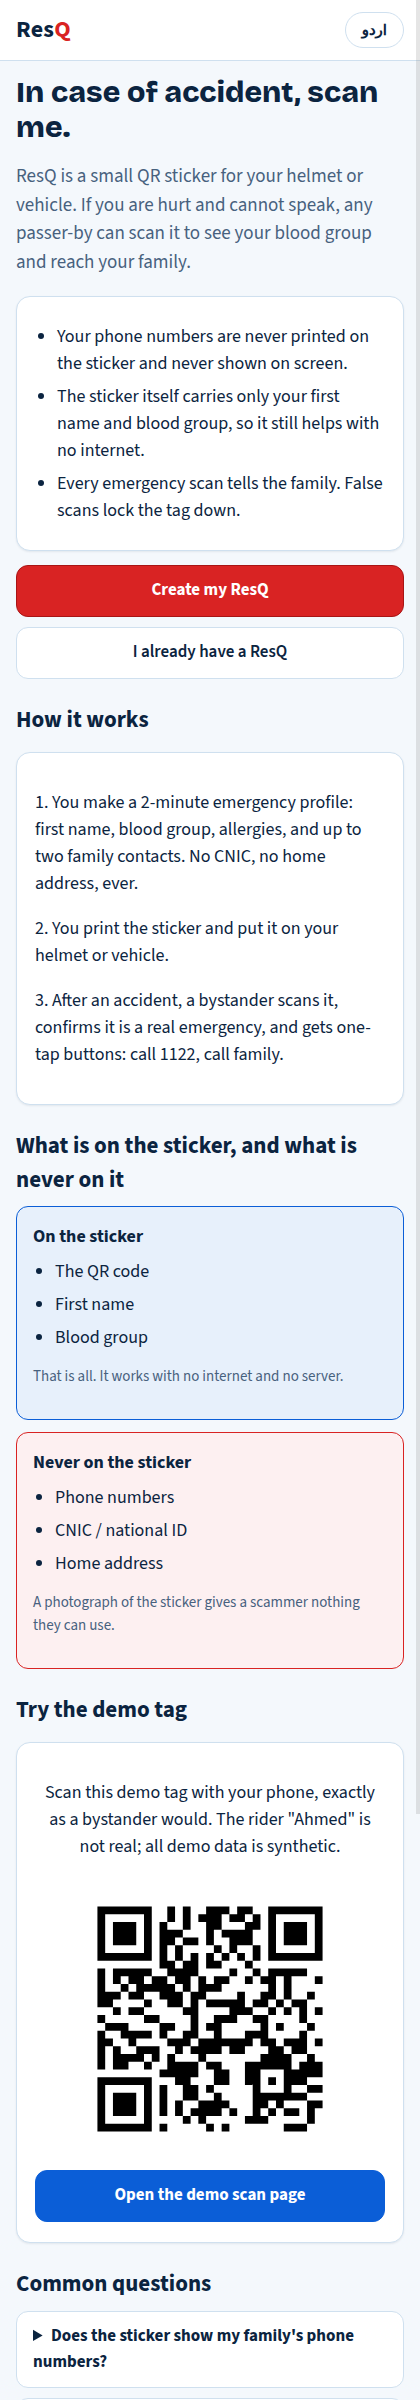 ResQ
اردو
In case of accident, scan
me.
ResQ is a small QR sticker for your helmet or
vehicle. If you are hurt and cannot speak, any
passer-by can scan it to see your blood group
and reach your family.
• Your phone numbers are never printed on
the sticker and never shown on screen.
• The sticker itself carries only your first
name and blood group, so it still helps with
no internet.
• Every emergency scan tells the family. False
scans lock the tag down.
Create my ResQ
I already have a ResQ
How it works
1. You make a 2-minute emergency profile:
first name, blood group, allergies, and up to
two family contacts. No CNIC, no home
address, ever.
2. You print the sticker and put it on your
helmet or vehicle.
3. After an accident, a bystander scans it,
confirms it is a real emergency, and gets one-
tap buttons: call 1122, call family.
What is on the sticker, and what is
never on it
On the sticker
• The QR code
• First name
• Blood group
That is all. It works with no internet and no server.
Never on the sticker
• Phone numbers
• CNIC / national ID
• Home address
A photograph of the sticker gives a scammer nothing
they can use.
Try the demo tag
Scan this demo tag with your phone, exactly
as a bystander would. The rider "Ahmed" is
not real; all demo data is synthetic.
Open the demo scan page
Common questions
▶ Does the sticker show my family's phone
numbers?